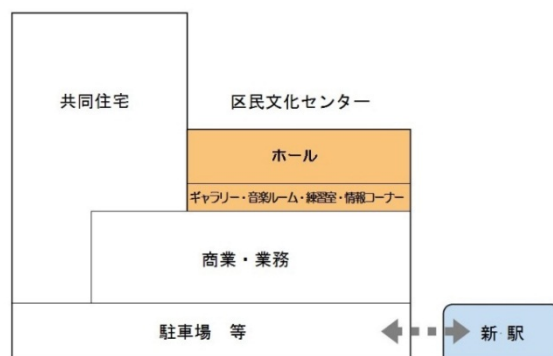 共同住宅
区民文化センター
ホール
ギャラリー・音楽ルーム・練習室・情報コーナー
商業・業務
駐車場 等
新 駅